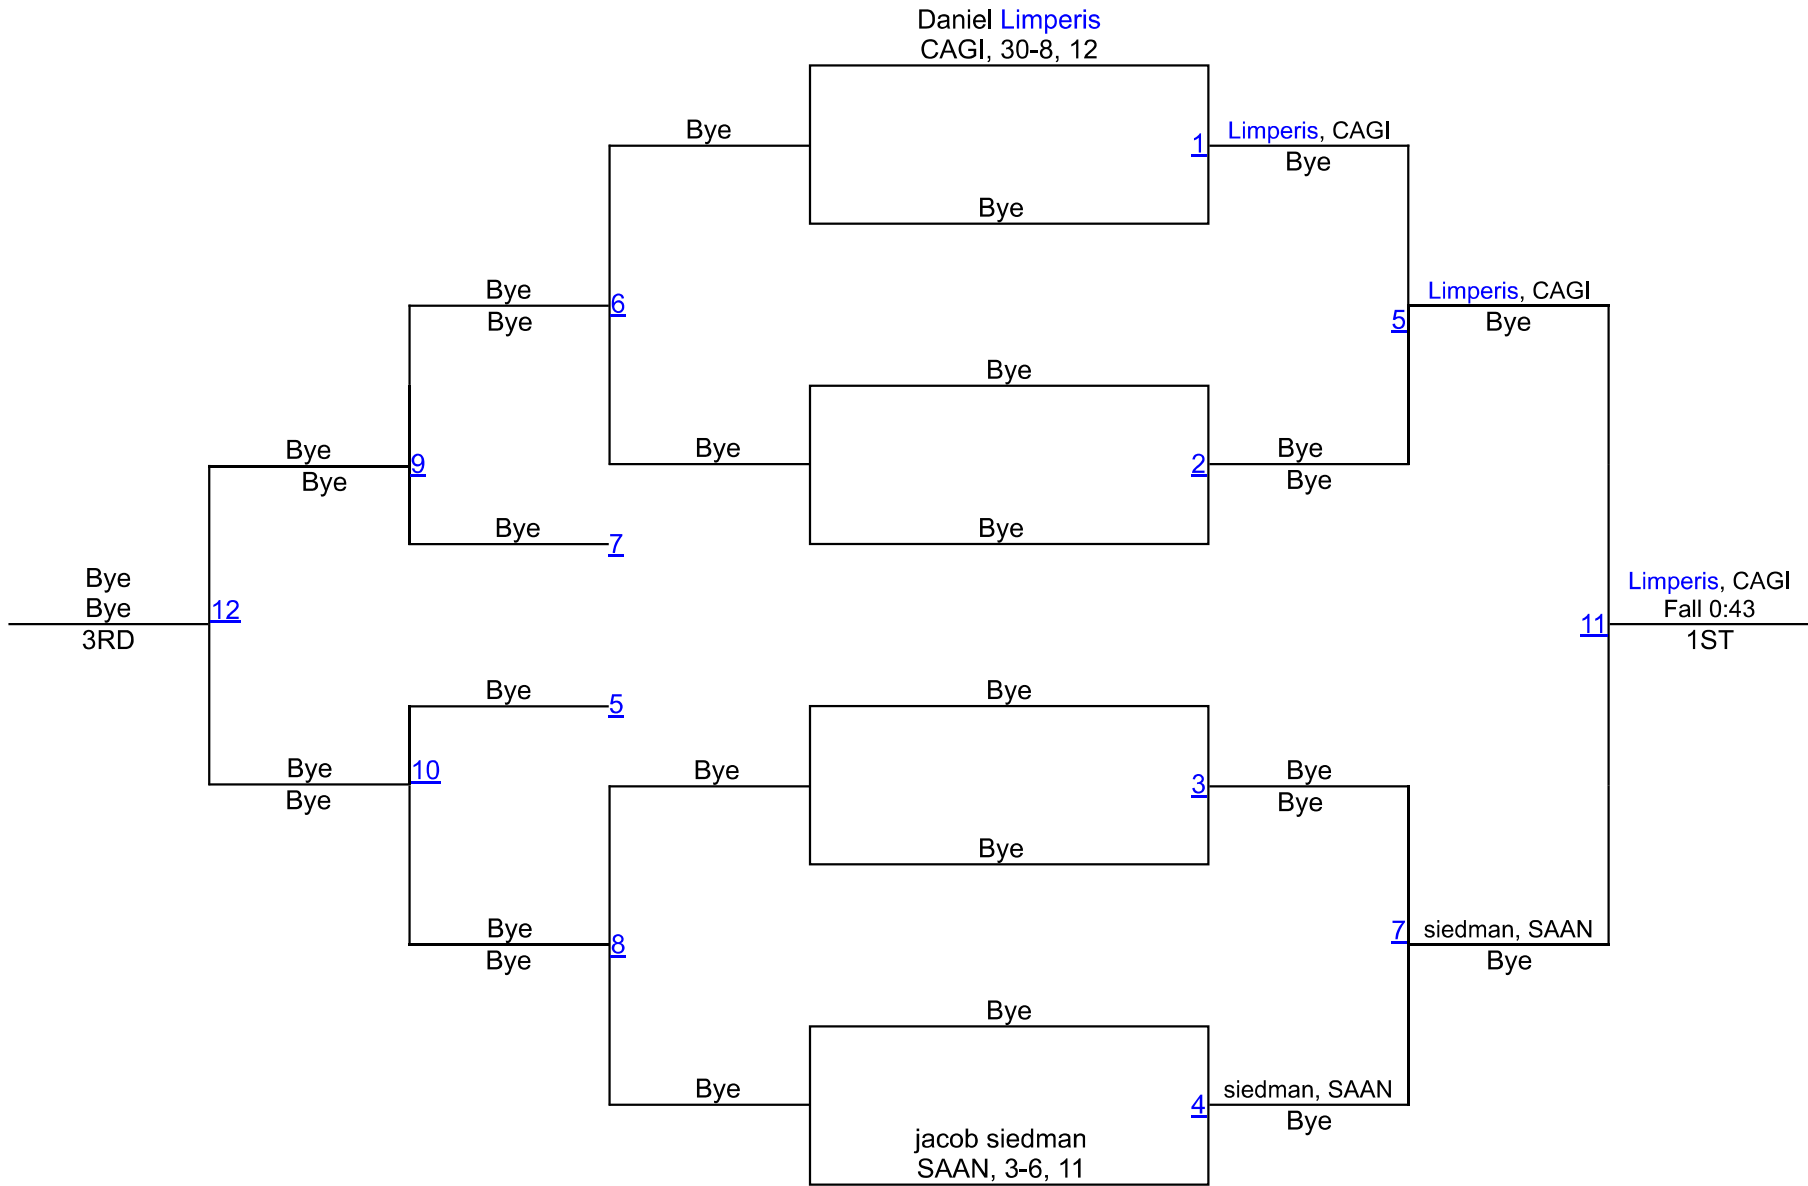 Daniel Limperis
CAGI, 30-8, 12
Bye
1
Limperis, CAGI
Bye
Bye
Bye
Bye
6
Limperis, CAGI
Bye
5
Bye
Bye
Bye
9
Bye
2
Bye
Bye
Bye
7
Bye
Bye
Bye
12
3RD
Limperis, CAGI
Fall 0:43
11
1ST
Bye
5
Bye
Bye
Bye
10
Bye
3
Bye
Bye
Bye
Bye
Bye
8
7
siedman, SAAN
Bye
Bye
Bye
4
siedman, SAAN
Bye
jacob siedman
SAAN, 3-6, 11